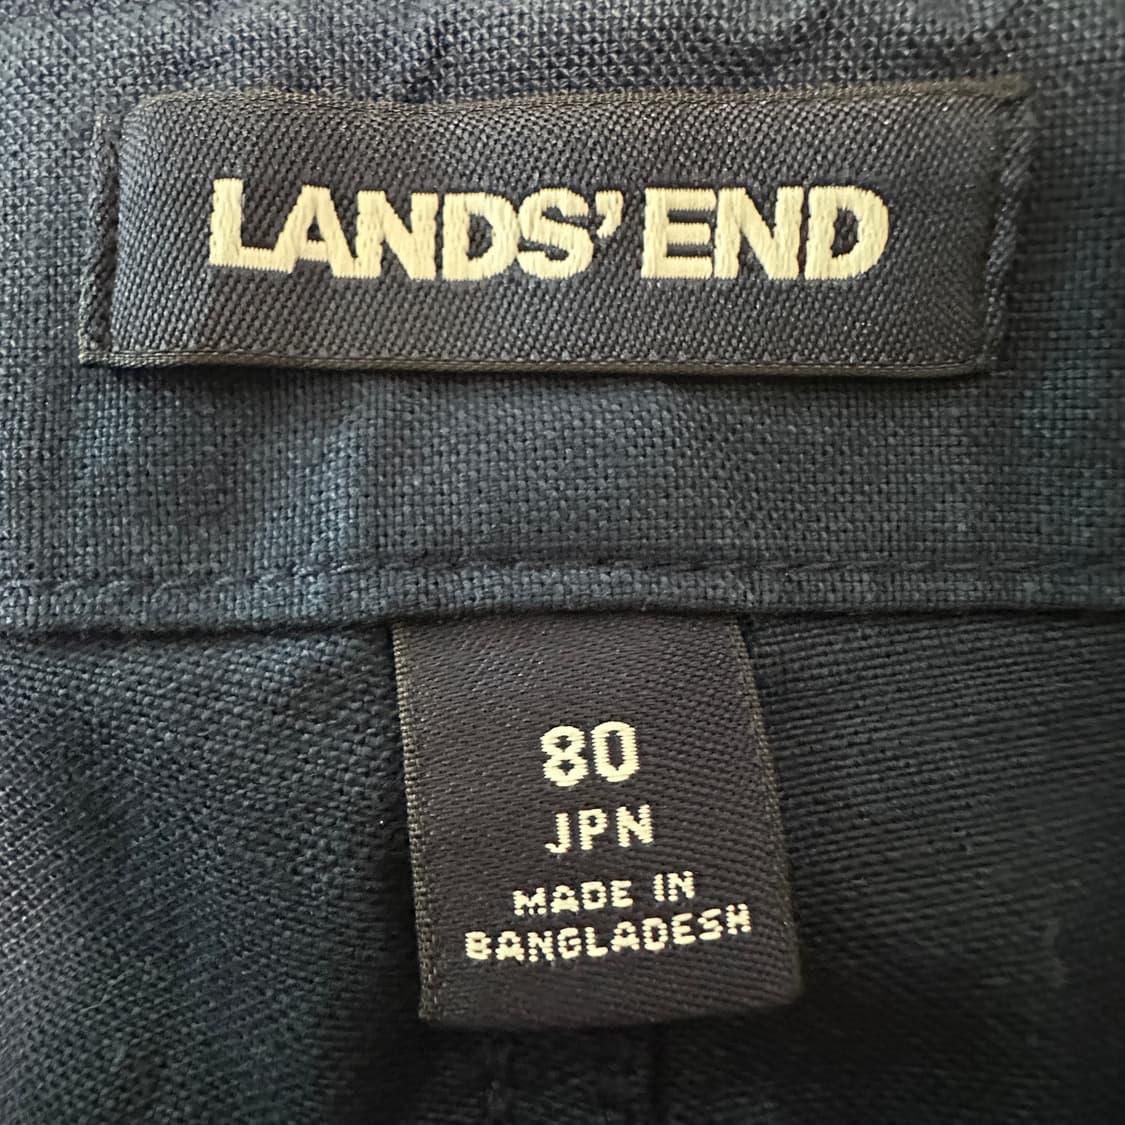 LANDS' END
80
JPN
MADE IN
BANGLADESH